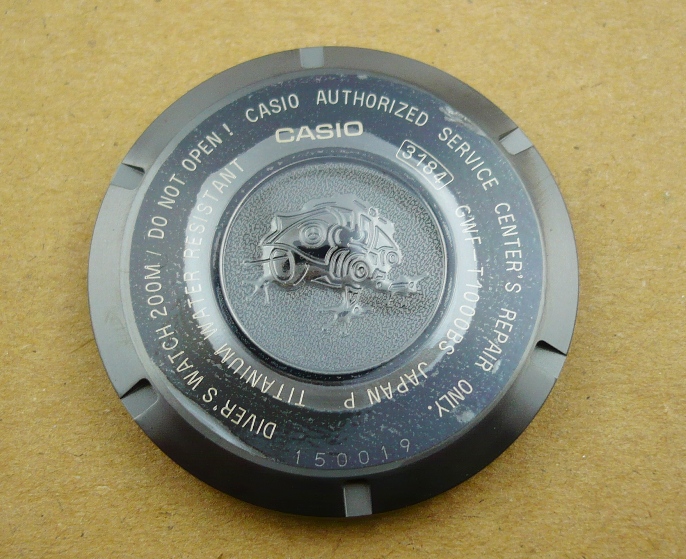 DIVER'S WATCH 200M / DO NOT OPEN! CASIO AUTHORIZED SERVICE CENTER'S REPAIR ONLY.
CASIO
3184
TITANIUM WATER RESISTANT
GWF-T1000BS JAPAN P
150019